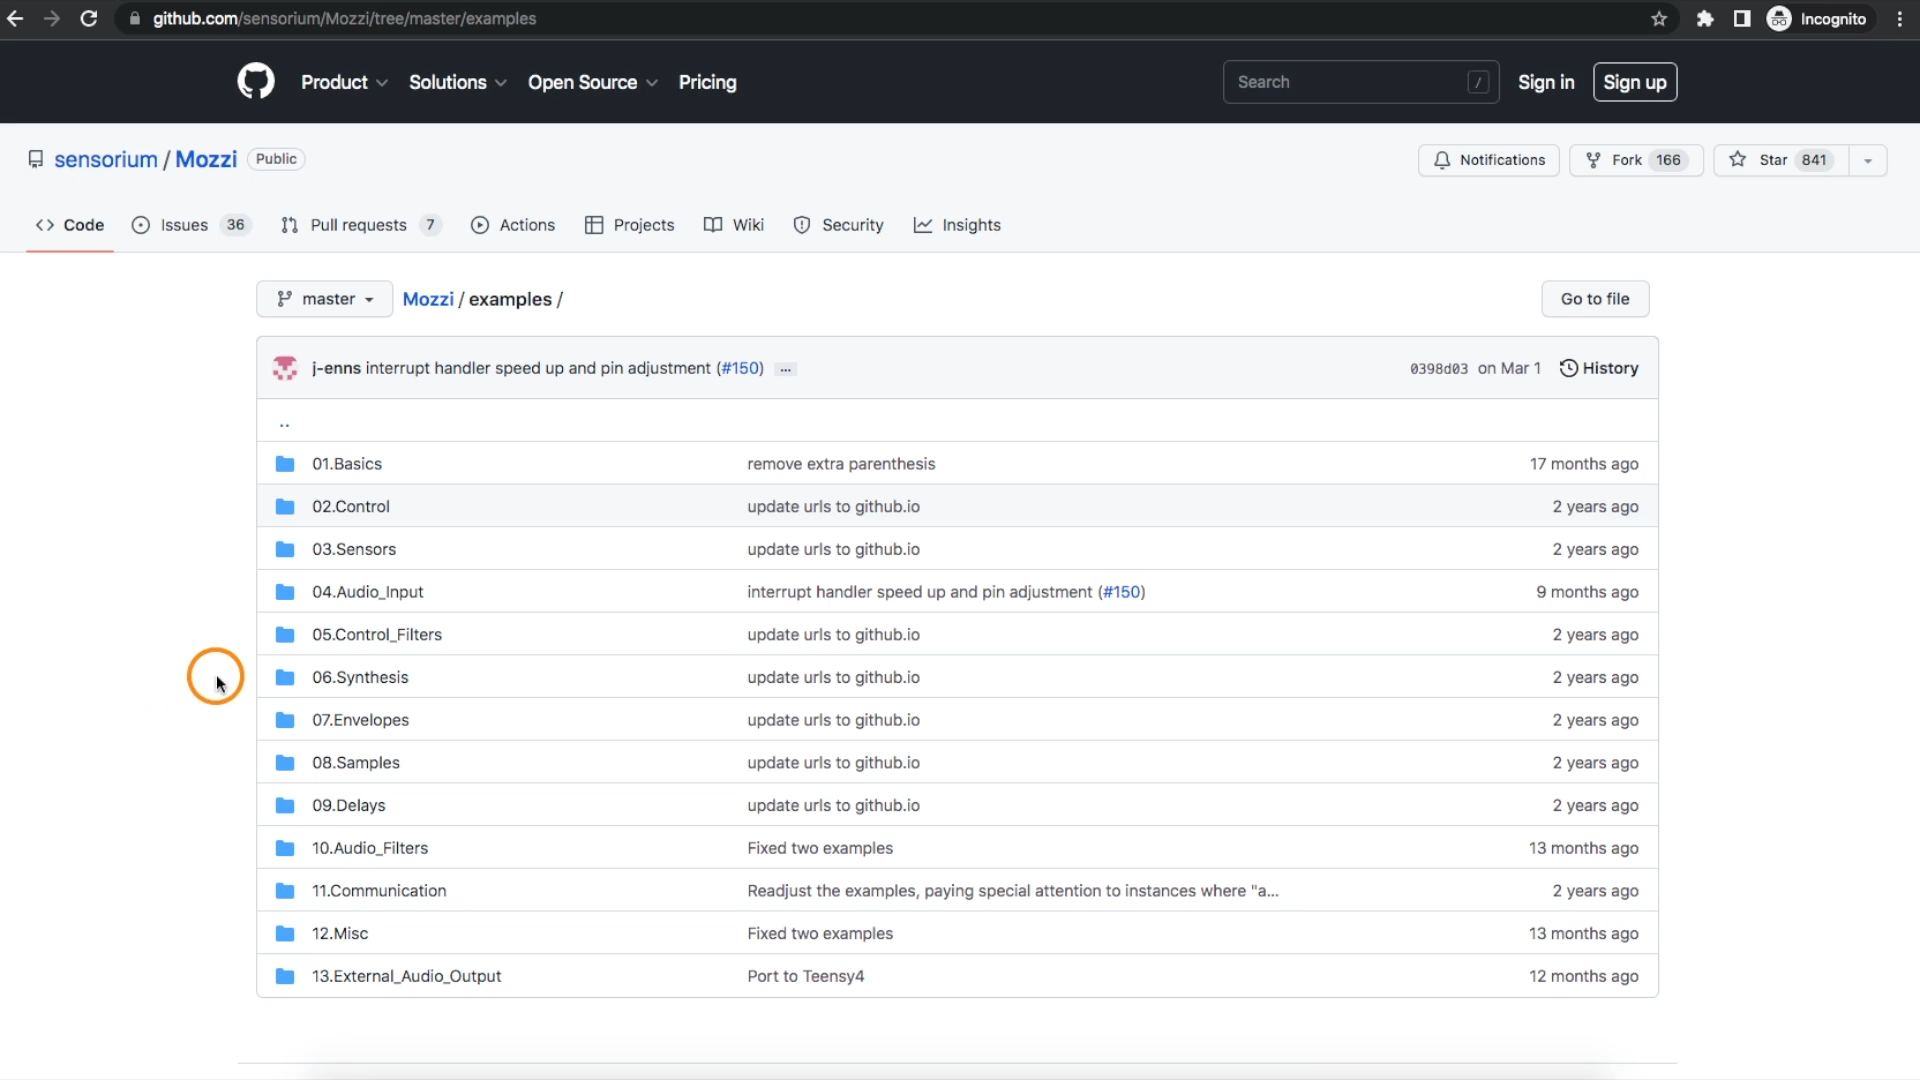 github.com/sensorium/Mozzi/tree/master/examples Incognito
Product Solutions Open Source Pricing Search / Sign in Sign up
sensorium / Mozzi Public Notifications Fork 166 Star 841
Code Issues 36 Pull requests 7 Actions Projects Wiki Security Insights
master Mozzi / examples / Go to file
j-enns interrupt handler speed up and pin adjustment (#150) ... 0398d03 on Mar 1 History
..
01.Basics remove extra parenthesis 17 months ago
02.Control update urls to github.io 2 years ago
03.Sensors update urls to github.io 2 years ago
04.Audio_Input interrupt handler speed up and pin adjustment (#150) 9 months ago
05.Control_Filters update urls to github.io 2 years ago
06.Synthesis update urls to github.io 2 years ago
07.Envelopes update urls to github.io 2 years ago
08.Samples update urls to github.io 2 years ago
09.Delays update urls to github.io 2 years ago
10.Audio_Filters Fixed two examples 13 months ago
11.Communication Readjust the examples, paying special attention to instances where "a... 2 years ago
12.Misc Fixed two examples 13 months ago
13.External_Audio_Output Port to Teensy4 12 months ago